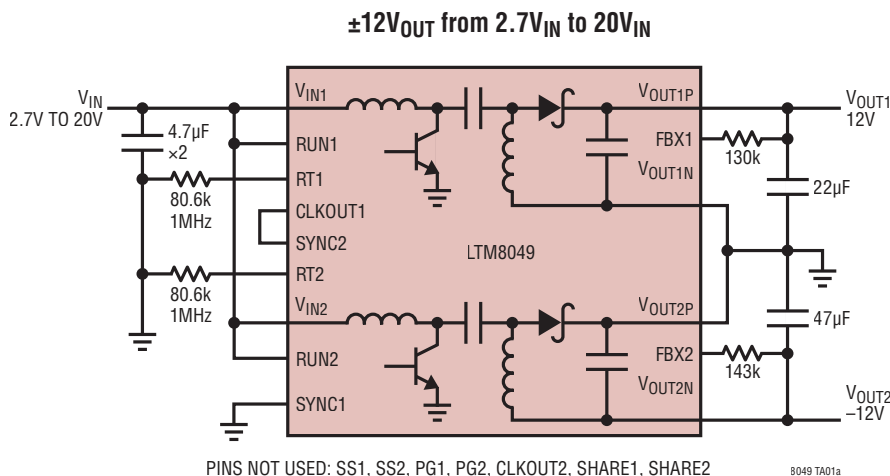 ±12VOUT from 2.7VIN to 20VIN
VIN
2.7V TO 20V
4.7µF
×2
80.6k
1MHz
80.6k
1MHz
VIN1
RUN1
RT1
CLKOUT1
SYNC2
RT2
VIN2
RUN2
SYNC1
LTM8049
VOUT1P
FBX1
VOUT1N
VOUT2P
FBX2
VOUT2N
130k
22µF
47µF
143k
VOUT1
12V
VOUT2
–12V
PINS NOT USED: SS1, SS2, PG1, PG2, CLKOUT2, SHARE1, SHARE2
8049 TA01a